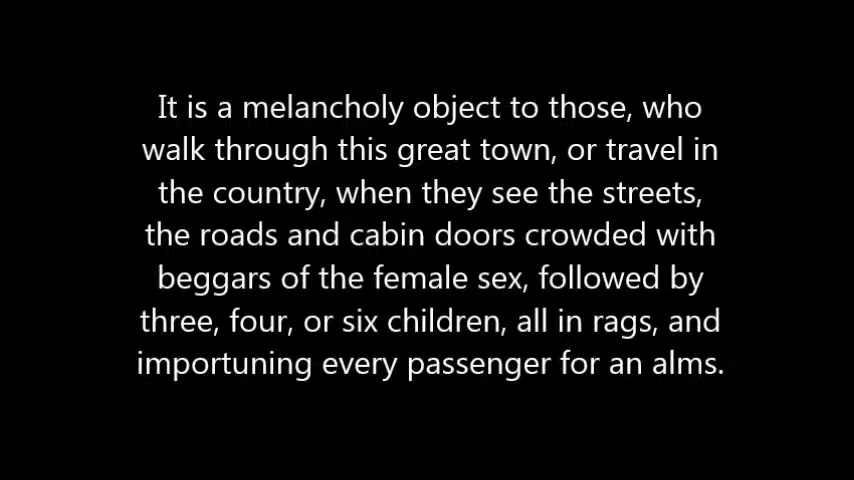 It is a melancholy object to those, who
walk through this great town, or travel in
the country, when they see the streets,
the roads and cabin doors crowded with
beggars of the female sex, followed by
three, four, or six children, all in rags, and
importuning every passenger for an alms.